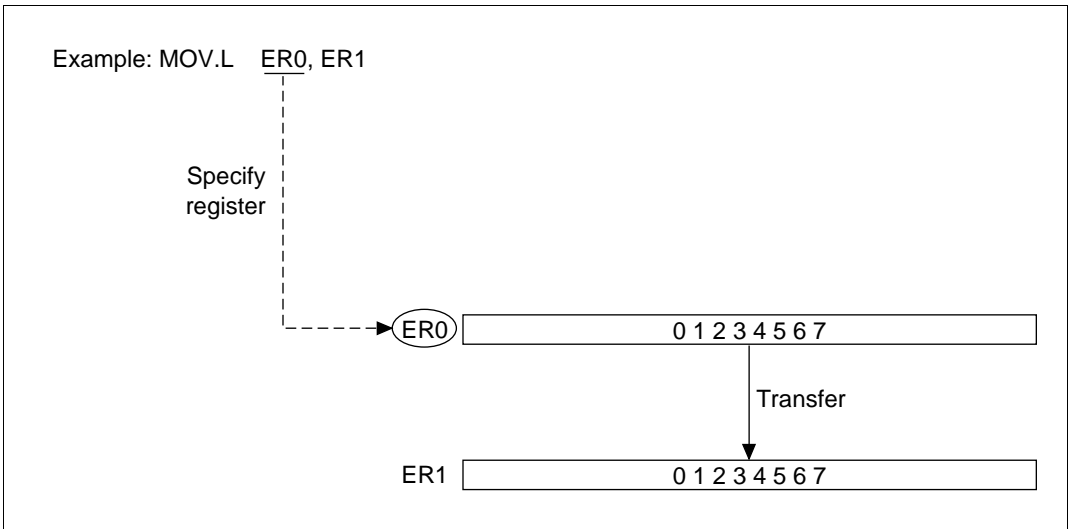 Example: MOV.L ER0, ER1
Specify
register
ER0
0 1 2 3 4 5 6 7
Transfer
ER1
0 1 2 3 4 5 6 7